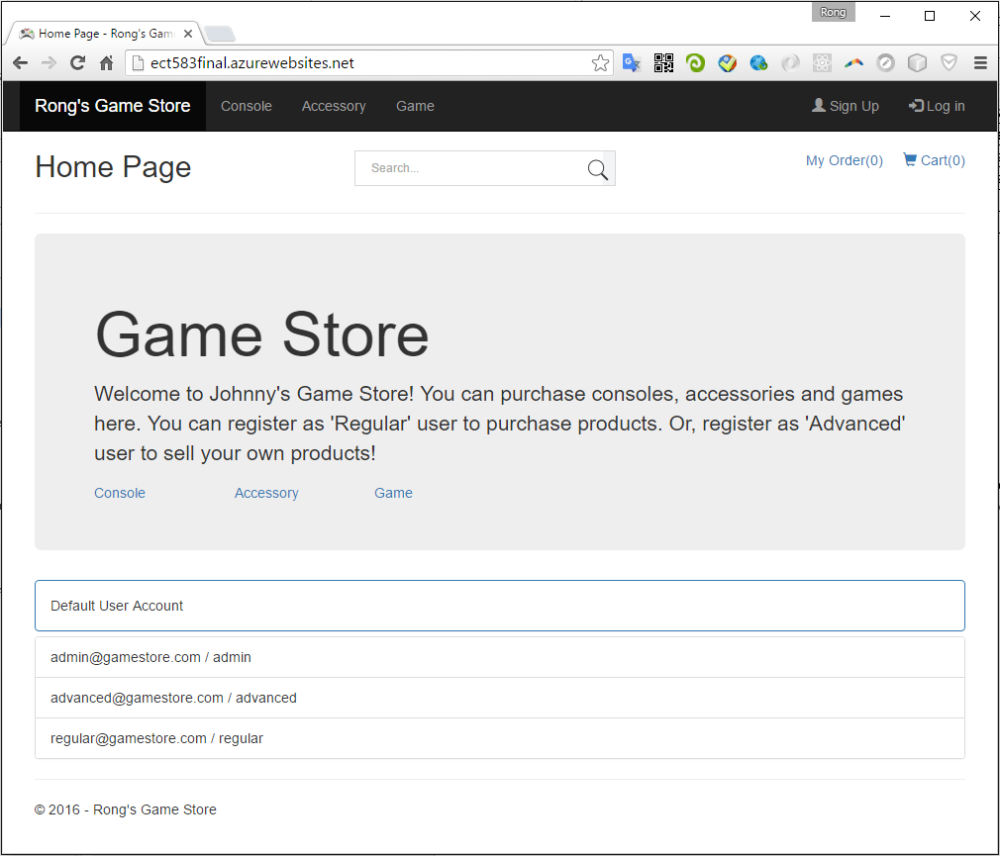 Rong
Home Page - Rong's Gam
ect583final.azurewebsites.net
Rong's Game Store Console Accessory Game Sign Up Log in
Home Page Search... My Order(0) Cart(0)
Game Store
Welcome to Johnny's Game Store! You can purchase consoles, accessories and games
here. You can register as 'Regular' user to purchase products. Or, register as 'Advanced'
user to sell your own products!
Console Accessory Game
Default User Account
admin@gamestore.com / admin
advanced@gamestore.com / advanced
regular@gamestore.com / regular
© 2016 - Rong's Game Store